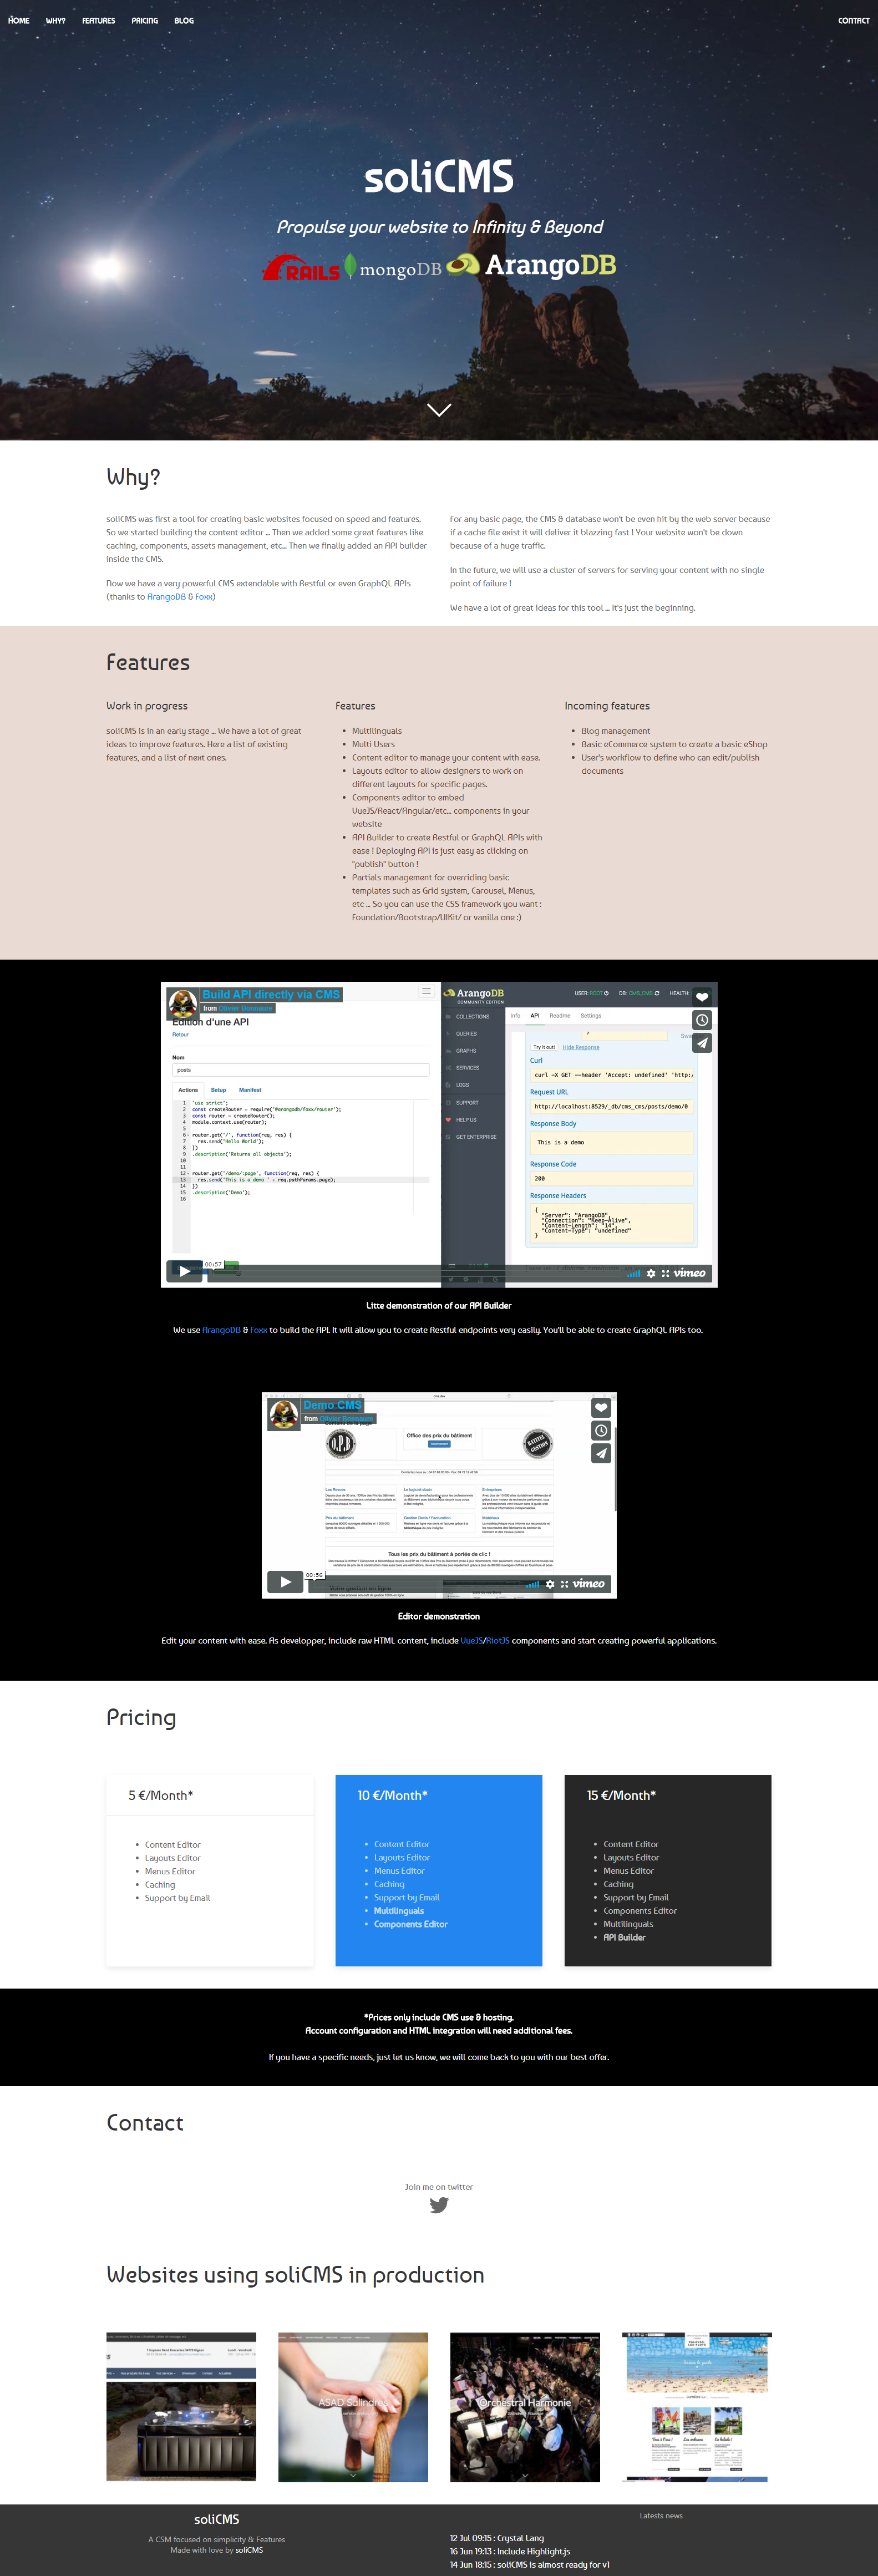 HOME WHY? FEATURES PRICING BLOG CONTACT
soliCMS
Propulse your website to Infinity & Beyond
RAILS mongoDB ArangoDB
Why?
soliCMS was first a tool for creating basic websites focused on speed and features.
So we started building the content editor ... Then we added some great features like
caching, components, assets management, etc... Then we finally added an API builder
inside the CMS.
Now we have a very powerful CMS extendable with Restful or even GraphQL APIs
(thanks to ArangoDB & Foxx)
For any basic page, the CMS & database won't be even hit by the web server because
if a cache file exist it will deliver it blazzing fast ! Your website won't be down
because of a huge traffic.
In the future, we will use a cluster of servers for serving your content with no single
point of failure !
We have a lot of great ideas for this tool ... It's just the beginning.
Features
Work in progress
soliCMS is in an early stage ... We have a lot of great
ideas to improve features. Here a list of existing
features, and a list of next ones.
Features
Multilinguals
Multi Users
Content editor to manage your content with ease.
Layouts editor to allow designers to work on
different layouts for specific pages.
Components editor to embed
VueJS/React/Angular/etc... components in your
website
API Builder to create Restful or GraphQL APIs with
ease ! Deploying API is just easy as clicking on
"publish" button !
Partials management for overriding basic
templates such as Grid system, Carousel, Menus,
etc ... So you can use the CSS framework you want :
Foundation/Bootstrap/UIKit/ or vanilla one :)
Incoming features
Blog management
Basic eCommerce system to create a basic eShop
User's workflow to define who can edit/publish
documents
Build API directly via CMS
from Olivier Bonnaure
Edition d'une API
Retour
Nom
posts
Actions Setup Manifest
1 'use strict';
2 const createRouter = require('@arangodb/foxx/router');
3 const router = createRouter();
4 module.context.use(router);
5
6 router.get('/', function(req, res) {
7 res.send('Hello World');
8 })
9 .description('Returns all objects');
10
11
12 router.get('/demo/:page', function(req, res) {
13 res.send("This is a demo " + req.pathParams.page);
14 })
15 .description('Demo');
16
00:57
ArangoDB
COMMUNITY EDITION
COLLECTIONS
QUERIES
GRAPHS
SERVICES
LOGS
SUPPORT
HELP US
GET ENTERPRISE
USER: ROOT DB: CMS_CMS HEALTH:
Info API Readme Settings
Try it out! Hide Response
Curl
curl -X GET --header 'Accept: undefined' 'http:/
Request URL
http://localhost:8529/_db/cms_cms/posts/demo/0
Response Body
This is a demo
Response Code
200
Response Headers
{
"Server": "ArangoDB",
"Connection": "Keep-Alive",
"Content-Length": "14",
"Content-Type": "undefined"
}
vimeo
Litte demonstration of our API Builder
We use ArangoDB & Foxx to build the API. It will allow you to create Restful endpoints very easily. You'll be able to create GraphQL APIs too.
Demo CMS
from Olivier Bonnaure
O.P.B
Office des prix du bâtiment
BATITEL GESTION
Les Revues
Le logiciel
Entreprises
Prix du bâtiment
Gestion Devis / Facturation
Matériaux
Tous les prix du bâtiment à portée de clic !
00:56
vimeo
Editor demonstration
Edit your content with ease. As developper, include raw HTML content, include VueJS/RiotJS components and start creating powerful applications.
Pricing
5 €/Month*
Content Editor
Layouts Editor
Menus Editor
Caching
Support by Email
10 €/Month*
Content Editor
Layouts Editor
Menus Editor
Caching
Support by Email
Multilinguals
Components Editor
15 €/Month*
Content Editor
Layouts Editor
Menus Editor
Caching
Support by Email
Components Editor
Multilinguals
API Builder
*Prices only include CMS use & hosting.
Account configuration and HTML integration will need additional fees.
If you have a specific needs, just let us know, we will come back to you with our best offer.
Contact
Join me on twitter
Websites using soliCMS in production
ASAD Salindres
Orchestral Harmonie
soliCMS
A CSM focused on simplicity & Features
Made with love by soliCMS
Latests news
12 Jul 09:15 : Crystal Lang
16 Jun 19:13 : Include Highlight.js
14 Jun 18:15 : soliCMS is almost ready for v1